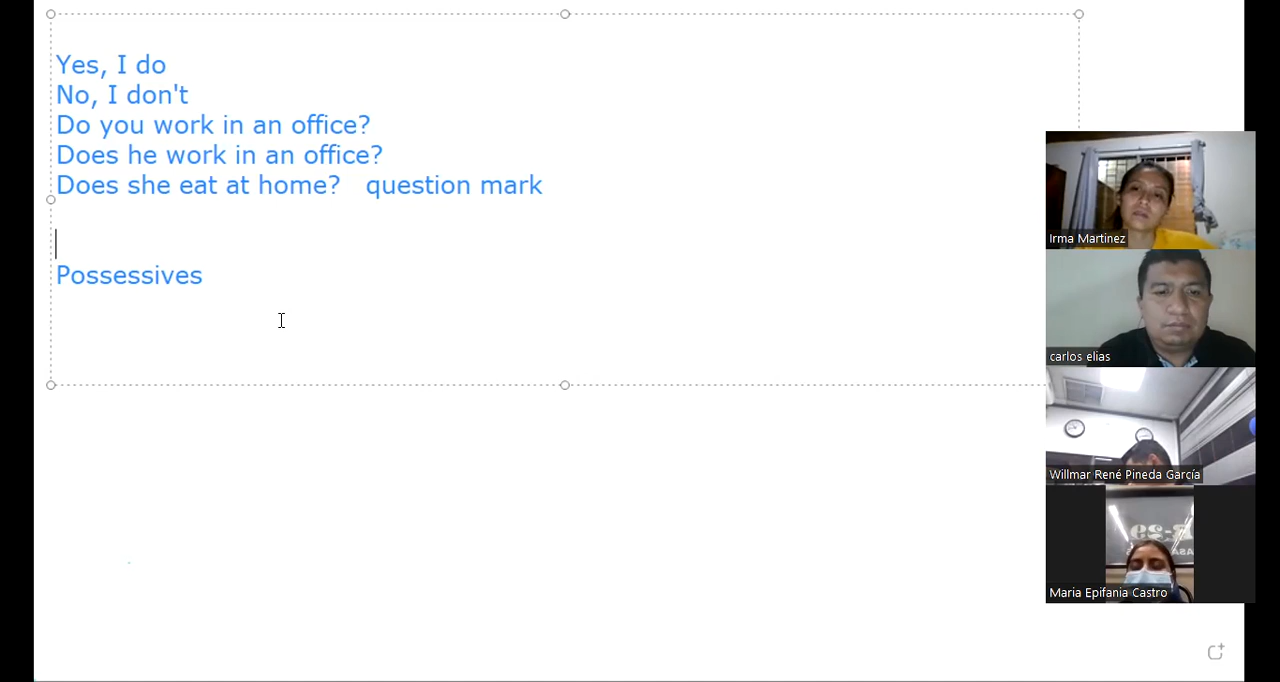 Yes, I do
No, I don't
Do you work in an office?
Does he work in an office?
Does she eat at home?   question mark
Possessives
Irma Martinez
carlos elias
Willmar René Pineda García
Maria Epifania Castro